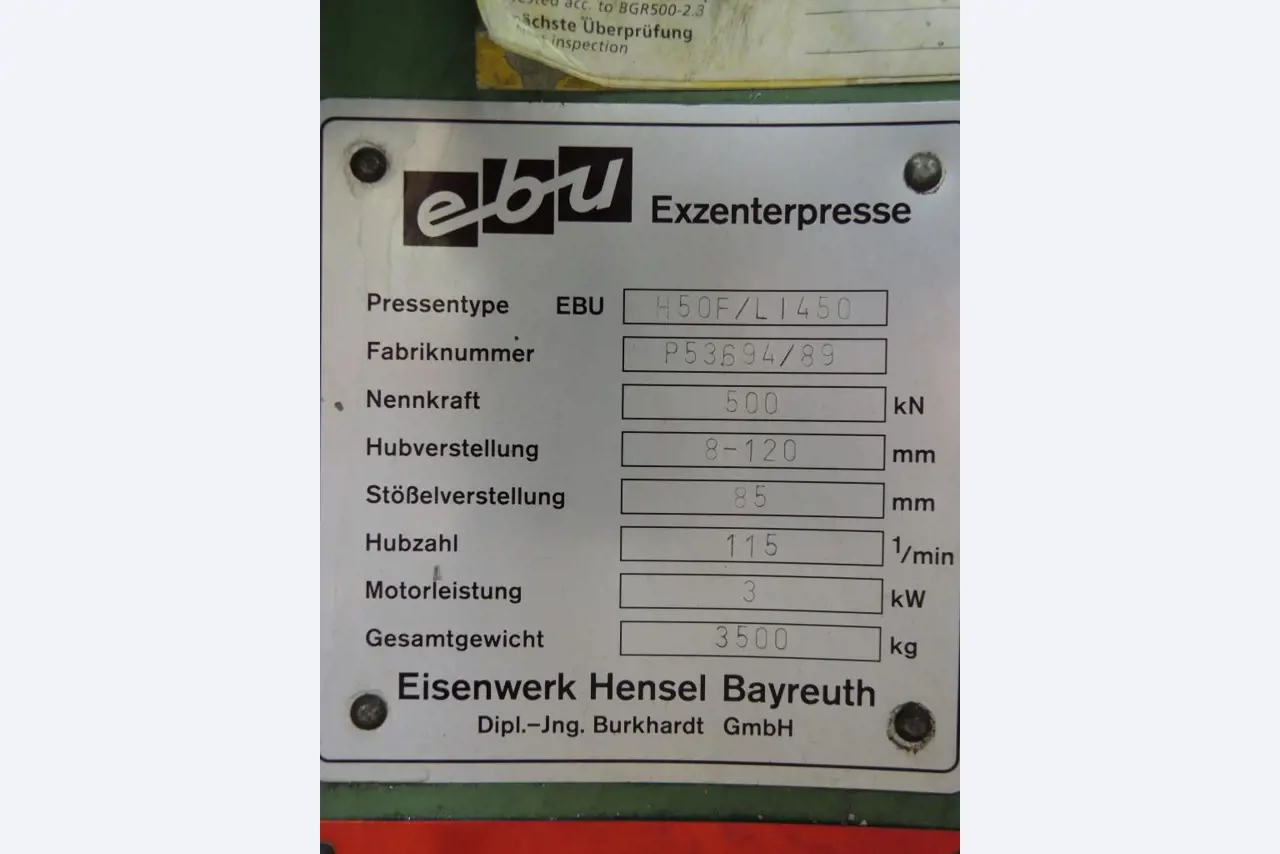 tested acc. to BGR500-2.3
nächste Überprüfung
inspection
ebu Exzenterpresse
Pressentype EBU H50F/LI450
Fabriknummer P53694/89
Nennkraft 500 kN
Hubverstellung 8-120 mm
Stößelverstellung 85 mm
Hubzahl 115 1/min
Motorleistung 3 kW
Gesamtgewicht 3500 kg
Eisenwerk Hensel Bayreuth
Dipl.-Jng. Burkhardt GmbH